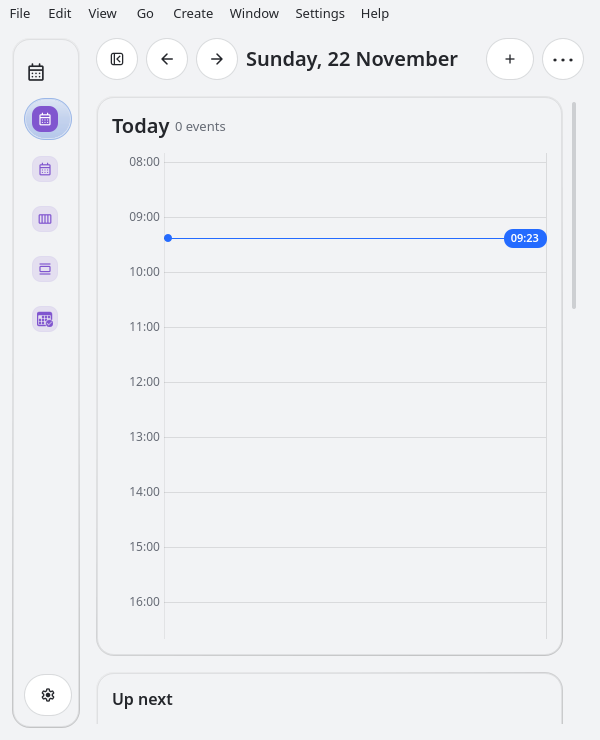 File Edit View Go Create Window Settings Help
Sunday, 22 November
Today 0 events
08:00
09:00
09:23
10:00
11:00
12:00
13:00
14:00
15:00
16:00
Up next